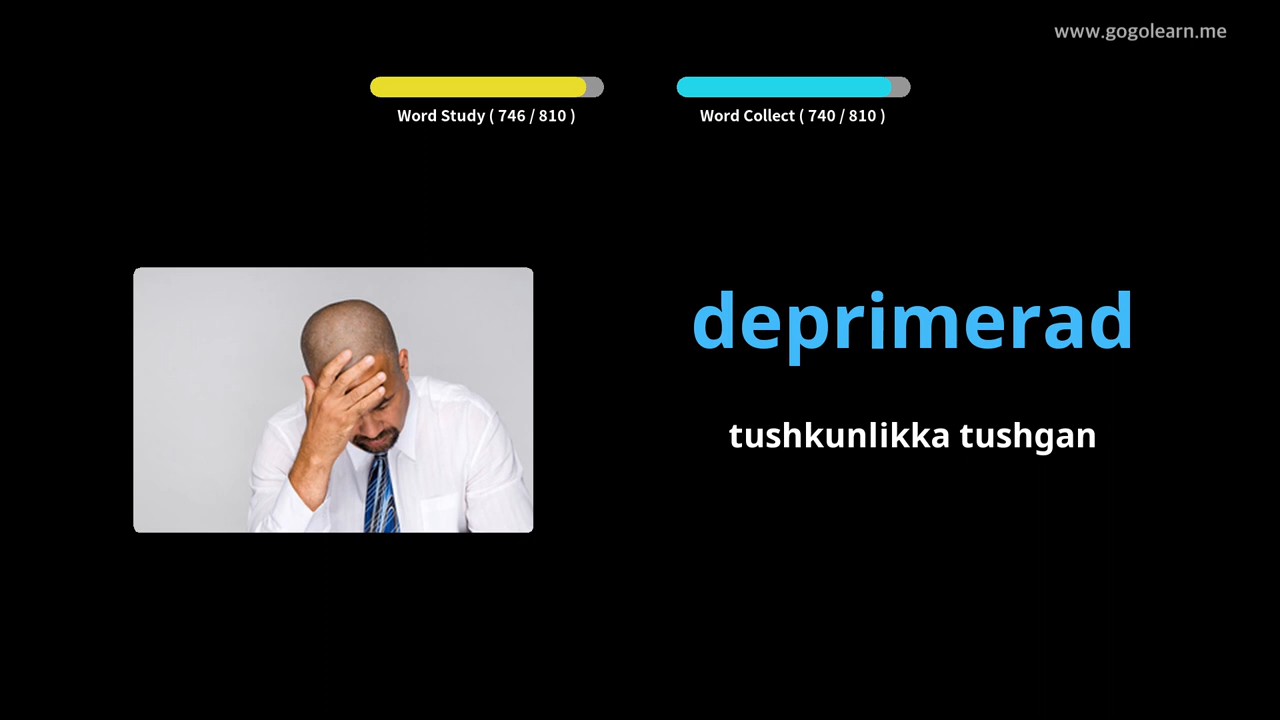 www.gogolearn.me
Word Study ( 746 / 810 )
Word Collect ( 740 / 810 )
deprimerad
tushkunlikka tushgan